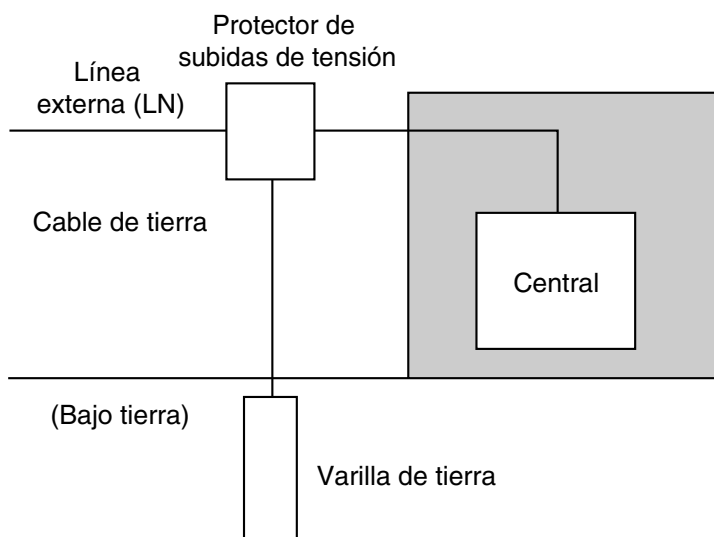 Protector de
subidas de tensión
Línea
externa (LN)
Cable de tierra
Central
(Bajo tierra)
Varilla de tierra